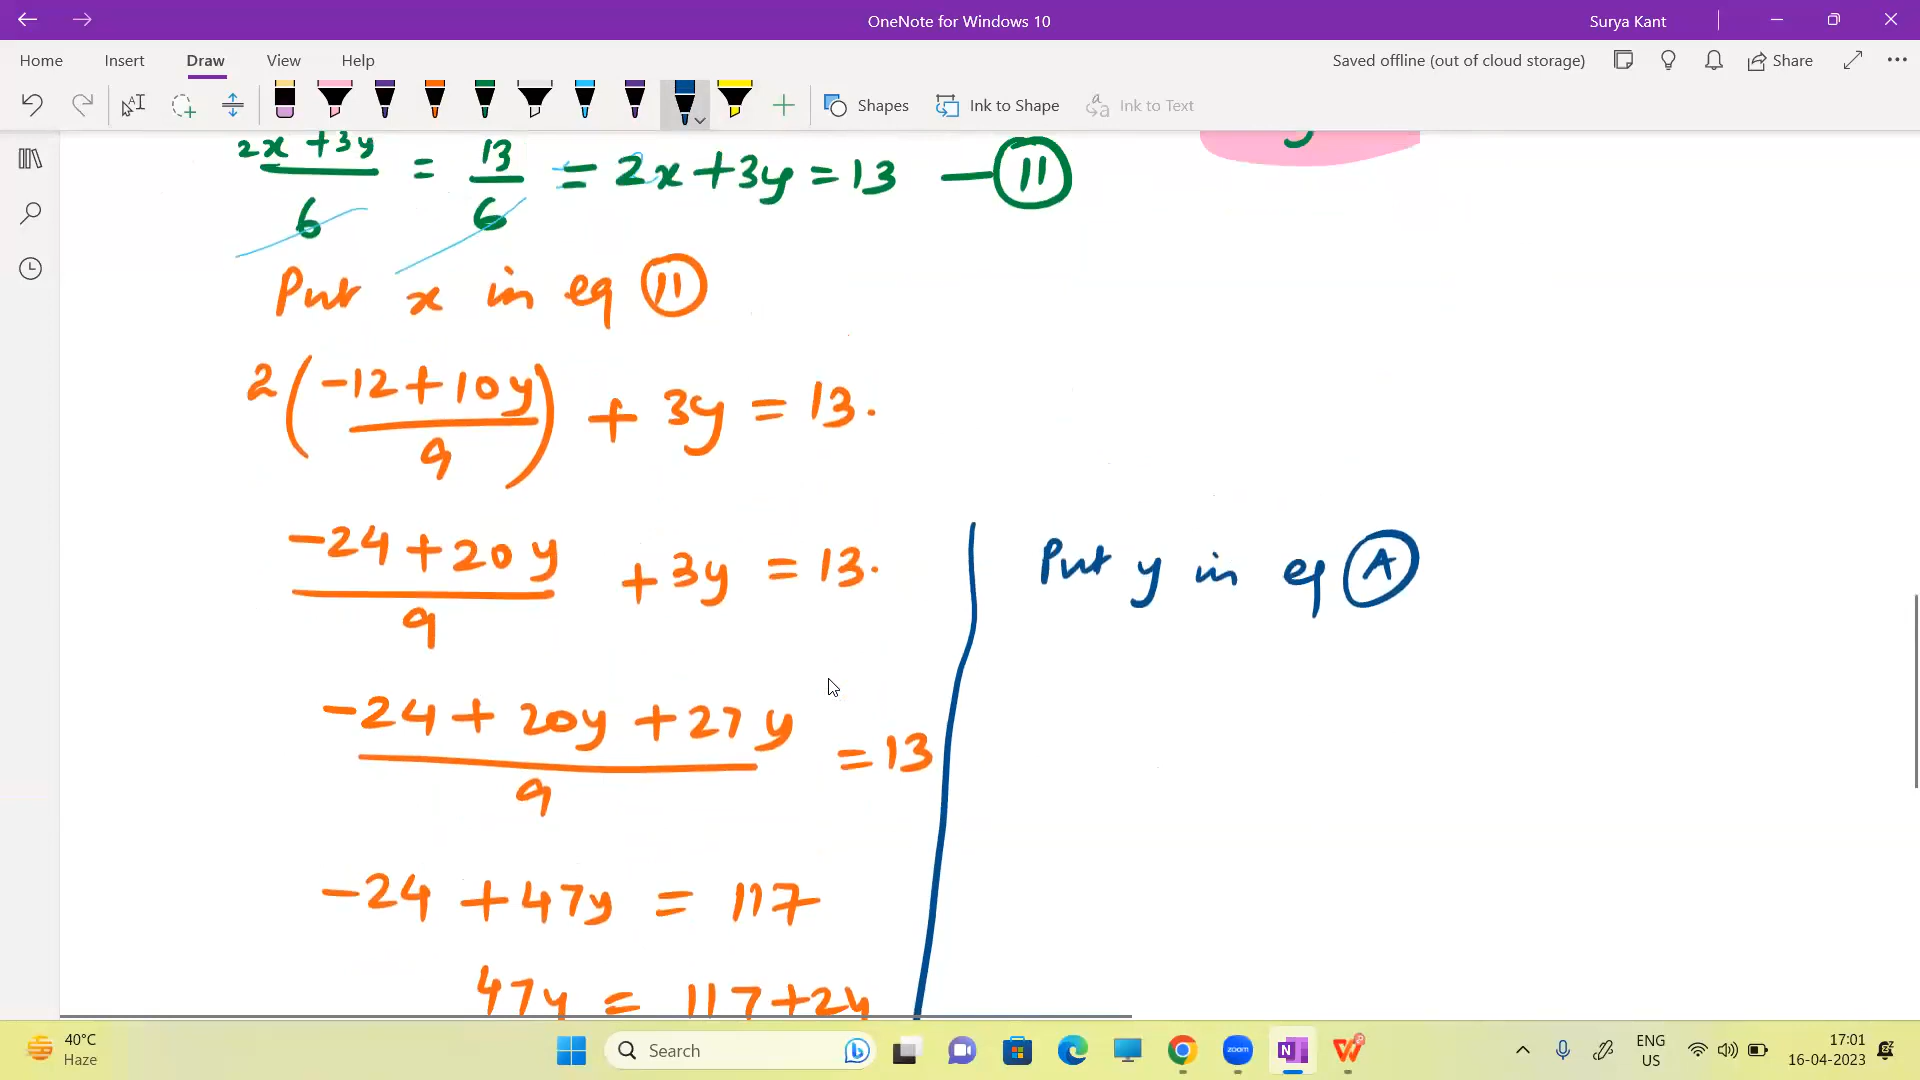 OneNote for Windows 10
Surya Kant
Home Insert Draw View Help
Saved offline (out of cloud storage)
Share
Shapes
Ink to Shape
Ink to Text
2x + 3y / 6 = 13 / 6 = 2x + 3y = 13 — (11)
Put x in eq (11)
2 ( -12 + 10y / 9 ) + 3y = 13.
-24 + 20y / 9 + 3y = 13.
-24 + 20y + 27y / 9 = 13
-24 + 47y = 117
47y = 117 + 24
Put y in eq (A)
40°C
Haze
Search
zoom
ENG
US
17:01
16-04-2023